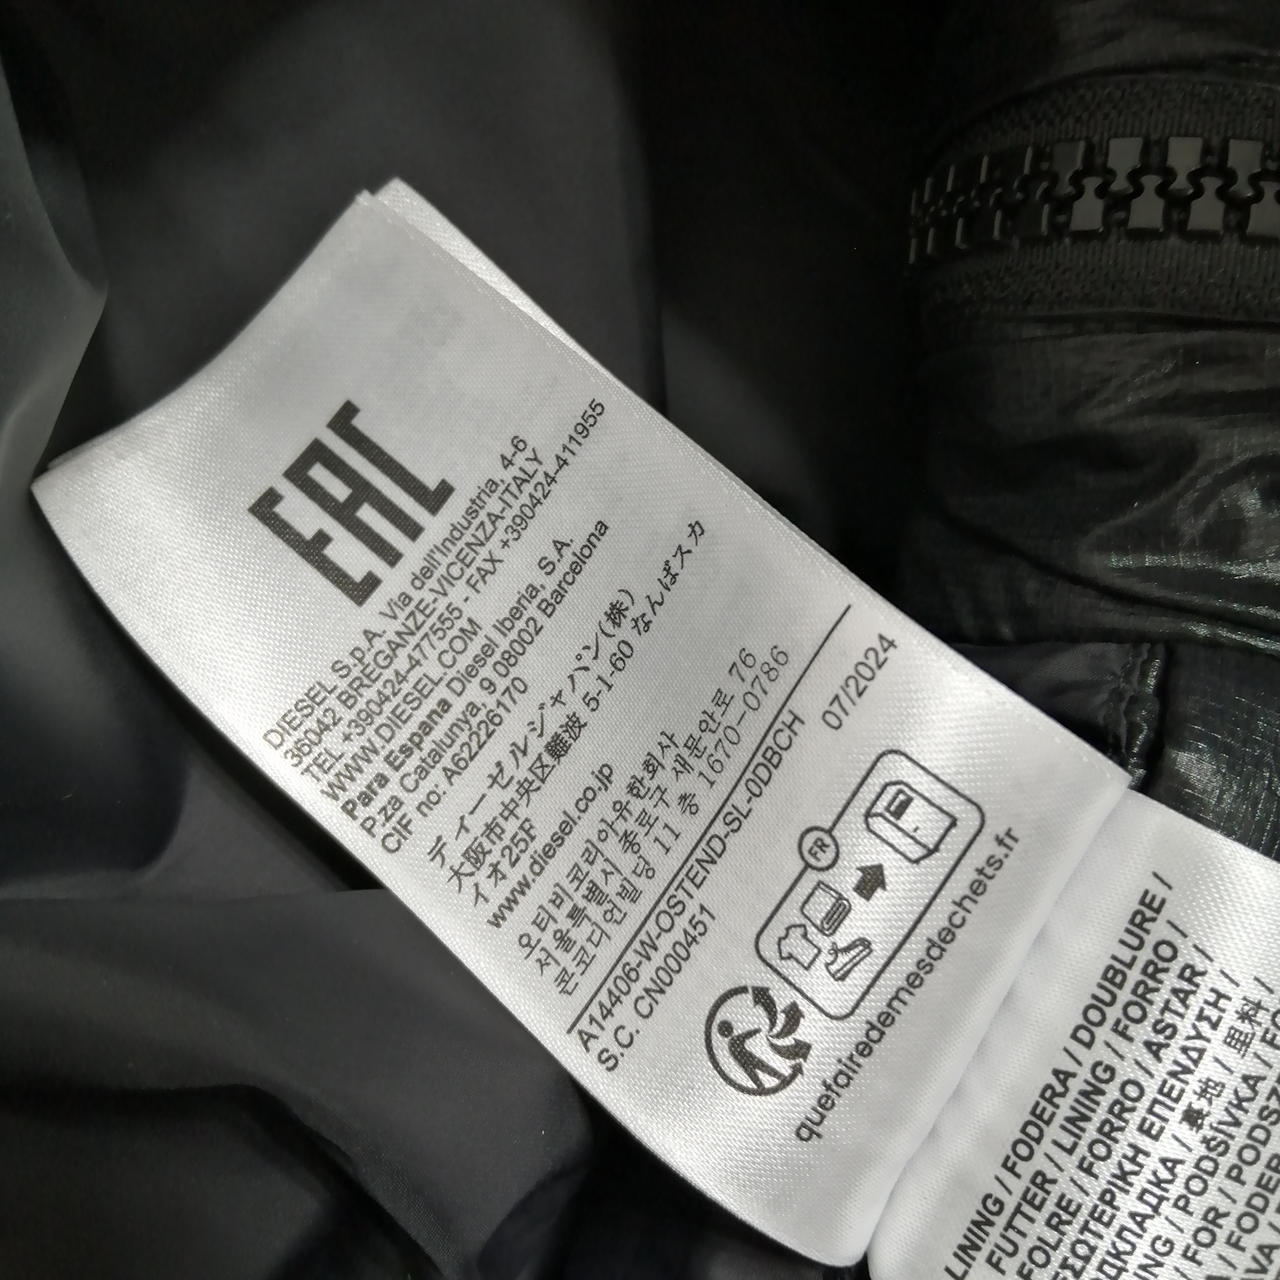 EAC
DIESEL S.p.A. Via dell'Industria, 4-6
36042 BREGANZE-VICENZA-ITALY
TEL +390424-477555 - FAX +390424-411955
WWW.DIESEL.COM
Para Espana Diesel Iberia, S.A.
P.za Catalunya, 9 08002 Barcelona
CIF no: A62226170
ディーゼルジャパン(株)
大阪市中央区難波 5-1-60 なんばスカ
イオ25F
www.diesel.co.jp
오티비코리아유한회사
서울특별시 종로구 새문안로 76
콘코디언빌딩 11 층 1670-0786
A14406-W-OSTEND-SL-0DBCH
07/2024
S.C. CN000451
FR
quefairedemesdechets.fr
LINING / FODERA / DOUBLURE /
FUTTER / LINING / FORRO /
FOLRE / FORRO / ASTAR /
ΕΣΩΤΕΡΙΚΗ ΕΠΕΝΔΥΣΗ /
ПОДКЛАДКА / 裏地 / 里料 /
/ PODŠÍVKA /
/ FOR /
/ FODER